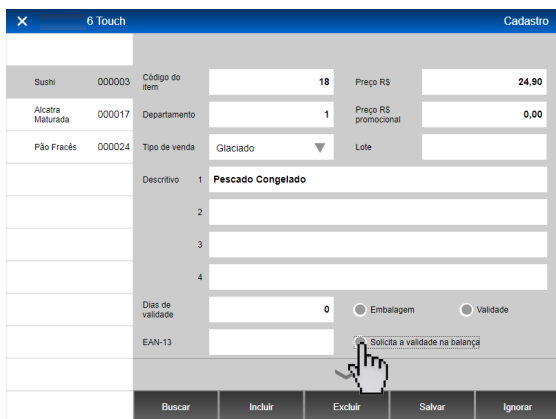 6 Touch Cadastro
Sushi 000003
Alcatra Maturada 000017
Pão Fracês 000024
Código do item 18 Preço R$ 24,90
Departamento 1 Preço R$ promocional 0,00
Tipo de venda Glaciado Lote
Descritivo 1 Pescado Congelado
2
3
4
Dias de validade 0 Embalagem Validade
EAN-13 Solicita a validade na balança
Buscar Incluir Excluir Salvar Ignorar